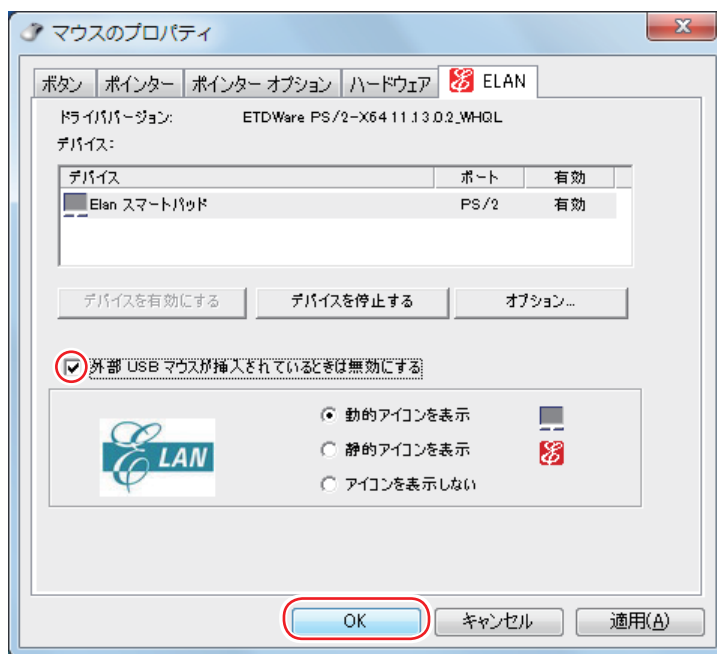 マウスのプロパティ
ボタン ポインター ポインター オプション ハードウェア ELAN
ドライババージョン: ETDWare PS/2-X64 11.13.0.2_WHQL
デバイス:
デバイス ポート 有効
Elan スマートパッド PS/2 有効
デバイスを有効にする デバイスを停止する オプション...
外部 USB マウスが挿入されているときは無効にする
動的アイコンを表示
ELAN 静的アイコンを表示
アイコンを表示しない
OK キャンセル 適用(A)